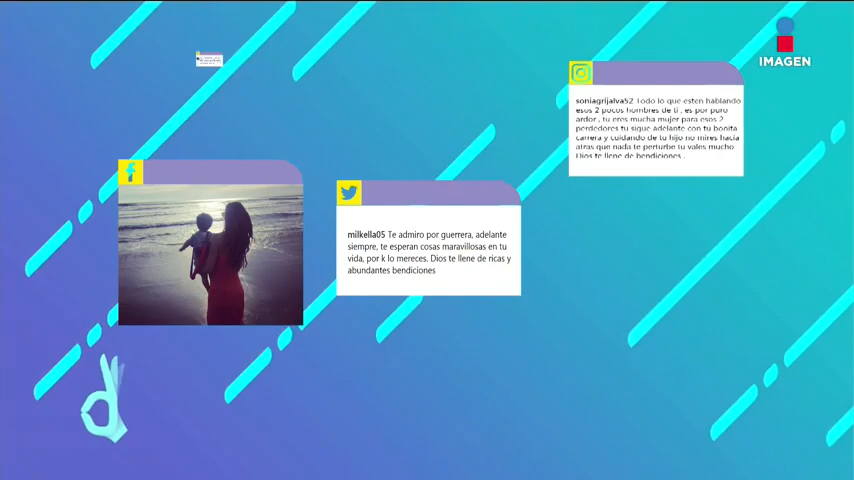 IMAGEN
soniagrijalva52 Todo lo que esten hablando
esos 2 pocos hombres de ti , es por puro
ardor , tu eres mucha mujer para esos 2
perdedores tu sigue adelante con tu bonita
carrera y cuidando de tu hijo no mires hacia
atras que nada te perturbe tu vales mucho
Dios te llene de bendiciones .
milkella05 Te admiro por guerrera, adelante
siempre, te esperan cosas maravillosas en tu
vida, por k lo mereces. Dios te llene de ricas y
abundantes bendiciones